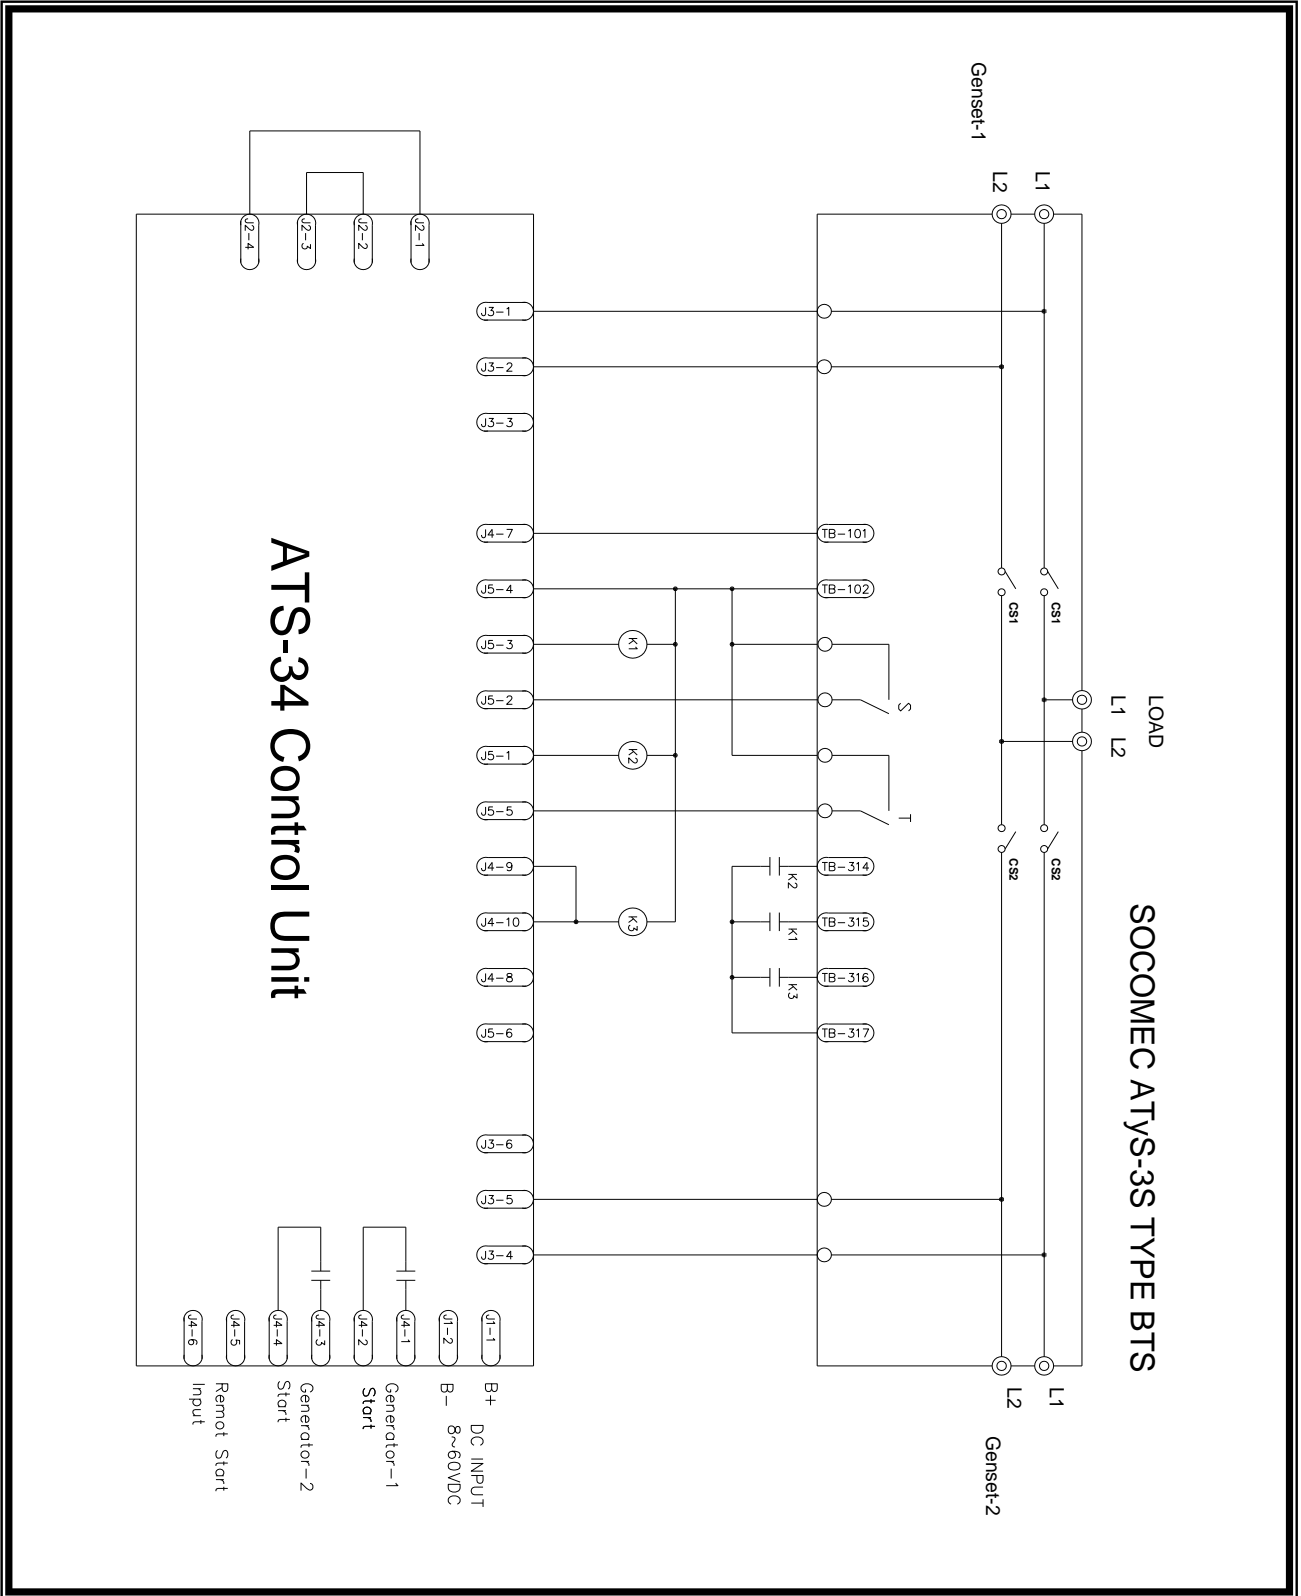 SOCOMEC ATyS-3S TYPE BTS
LOAD
L1 L2
Genset-1
L1
L2
CS1
CS1
CS2
CS2
L1
L2
Genset-2
S
T
TB-101
TB-102
TB-314
TB-315
TB-316
TB-317
K2
K1
K3
K1
K2
K3
J3-1
J3-2
J3-3
J4-7
J5-4
J5-3
J5-2
J5-1
J5-5
J4-9
J4-10
J4-8
J5-6
J3-6
J3-5
J3-4
J2-1
J2-2
J2-3
J2-4
ATS-34 Control Unit
J1-1
J1-2
J4-1
J4-2
J4-3
J4-4
J4-5
J4-6
B+
DC INPUT
B-
8~60VDC
Generator-1
Start
Generator-2
Start
Remot Start
Input